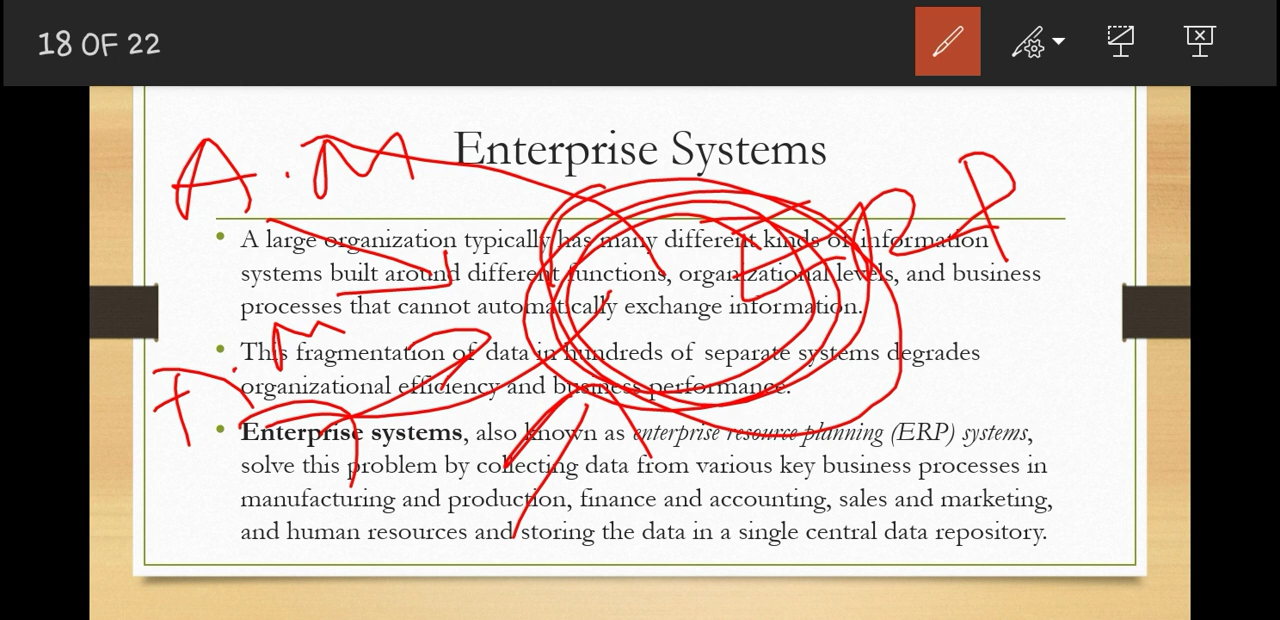 18 OF 22
Enterprise Systems
A.M
ERP
• A large organization typically has many different kinds of information
systems built around different functions, organizational levels, and business
processes that cannot automatically exchange information.
F.M
• This fragmentation of data in hundreds of separate systems degrades
organizational efficiency and business performance.
• Enterprise systems, also known as enterprise resource planning (ERP) systems,
solve this problem by collecting data from various key business processes in
manufacturing and production, finance and accounting, sales and marketing,
and human resources and storing the data in a single central data repository.